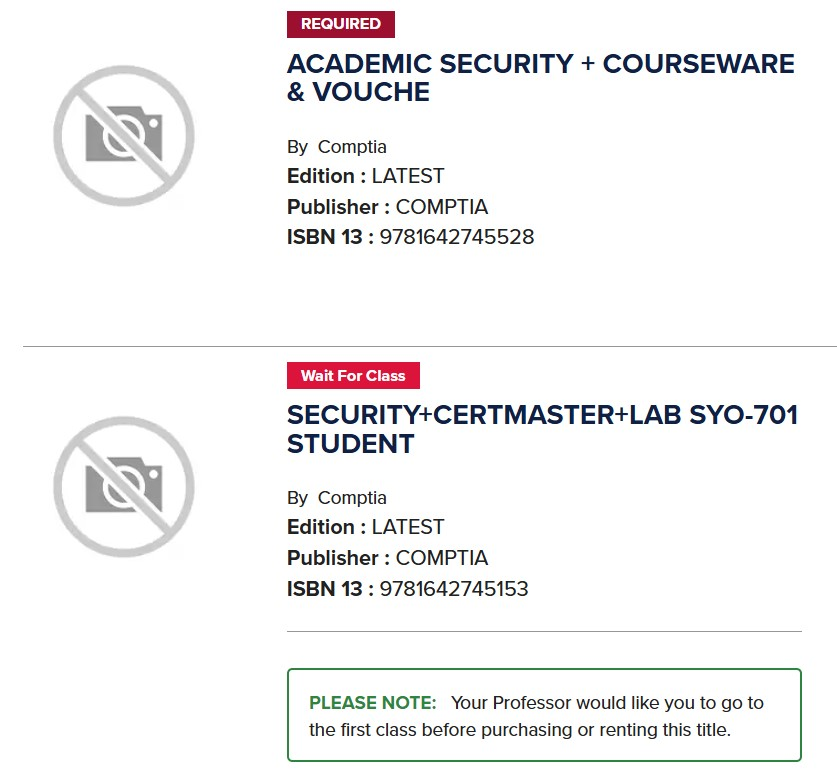 REQUIRED
ACADEMIC SECURITY + COURSEWARE
& VOUCHE
By Comptia
Edition : LATEST
Publisher : COMPTIA
ISBN 13 : 9781642745528
Wait For Class
SECURITY+CERTMASTER+LAB SYO-701
STUDENT
By Comptia
Edition : LATEST
Publisher : COMPTIA
ISBN 13 : 9781642745153
PLEASE NOTE: Your Professor would like you to go to
the first class before purchasing or renting this title.